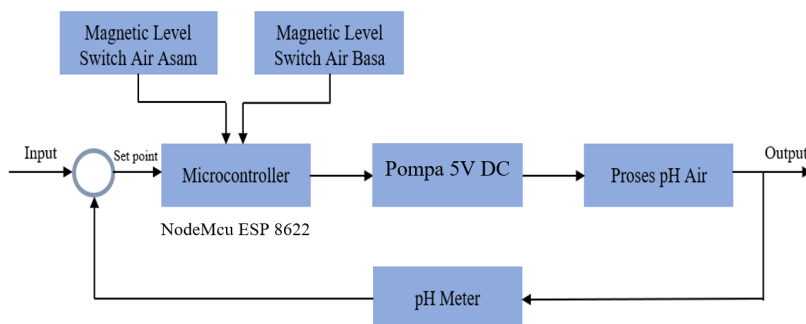 Magnetic Level
Switch Air Asam
Magnetic Level
Switch Air Basa
Input
Set point
Microcontroller
Pompa 5V DC
Proses pH Air
Output
NodeMcu ESP 8622
pH Meter